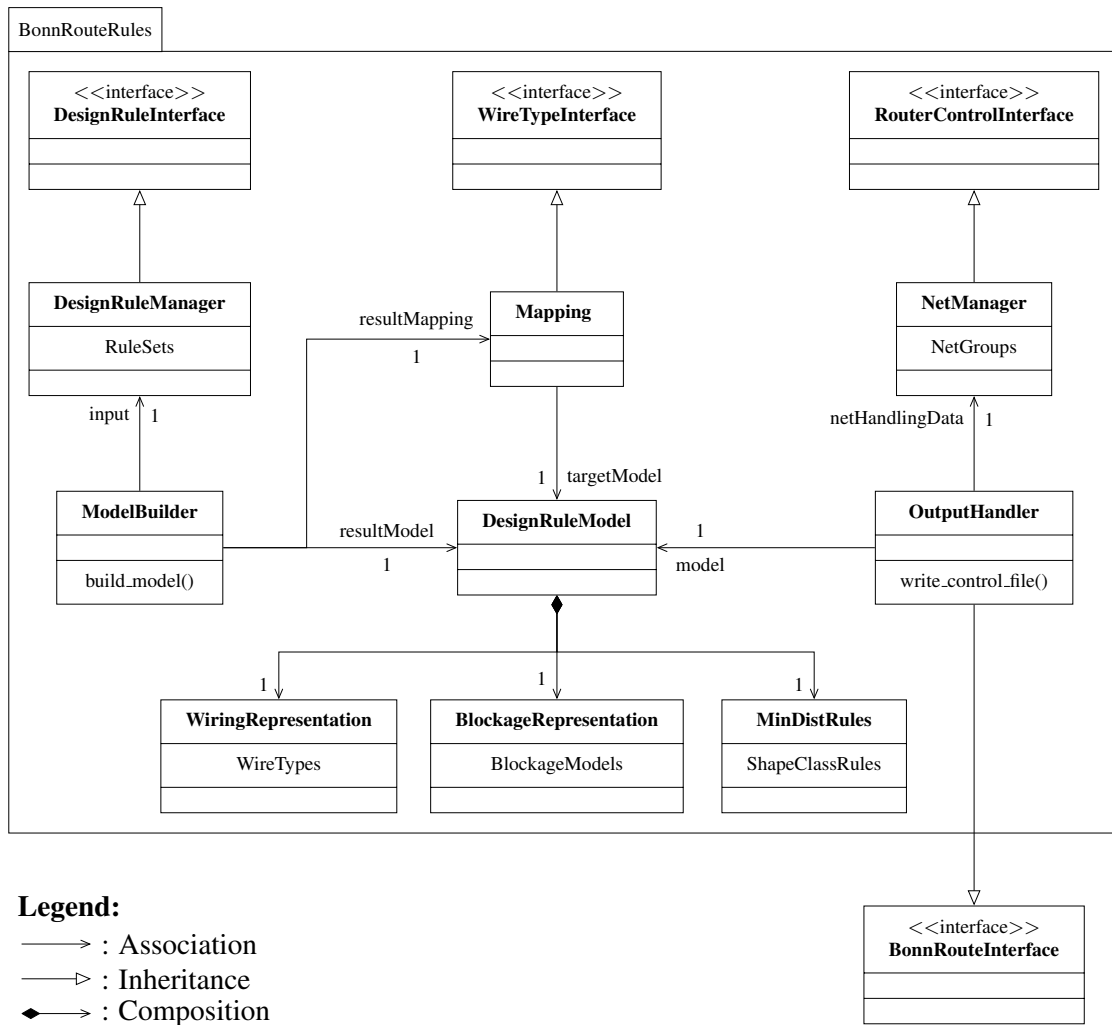 BonnRouteRules
<<interface>>
DesignRuleInterface
<<interface>>
WireTypeInterface
<<interface>>
RouterControlInterface
DesignRuleManager
RuleSets
resultMapping
1
Mapping
NetManager
NetGroups
input
1
netHandlingData
1
1
targetModel
ModelBuilder
build_model()
resultModel
1
DesignRuleModel
1
model
OutputHandler
write_control_file()
1
1
1
WiringRepresentation
WireTypes
BlockageRepresentation
BlockageModels
MinDistRules
ShapeClassRules
Legend:
: Association
: Inheritance
: Composition
<<interface>>
BonnRouteInterface